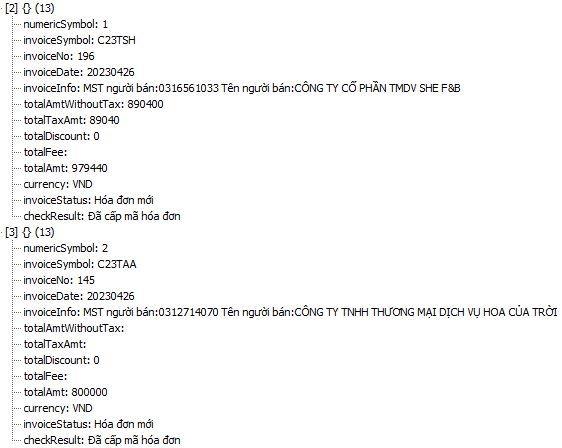 [2] {} (13)
numericSymbol: 1
invoiceSymbol: C23TSH
invoiceNo: 196
invoiceDate: 20230426
invoiceInfo: MST người bán:0316561033 Tên người bán:CÔNG TY CỔ PHẦN TMDV SHE F&B
totalAmtWithoutTax: 890400
totalTaxAmt: 89040
totalDiscount: 0
totalFee:
totalAmt: 979440
currency: VND
invoiceStatus: Hóa đơn mới
checkResult: Đã cấp mã hóa đơn
[3] {} (13)
numericSymbol: 2
invoiceSymbol: C23TAA
invoiceNo: 145
invoiceDate: 20230426
invoiceInfo: MST người bán:0312714070 Tên người bán:CÔNG TY TNHH THƯƠNG MẠI DỊCH VỤ HOA CỦA TRỜI
totalAmtWithoutTax:
totalTaxAmt:
totalDiscount: 0
totalFee:
totalAmt: 800000
currency: VND
invoiceStatus: Hóa đơn mới
checkResult: Đã cấp mã hóa đơn